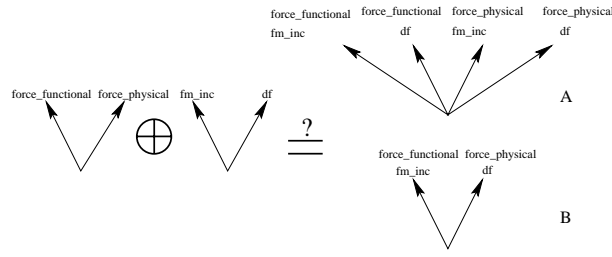 force_functional force_functional force_physical force_physical
fm_inc df fm_inc df
force_functional force_physical fm_inc df
A
?
force_functional force_physical
fm_inc df
B